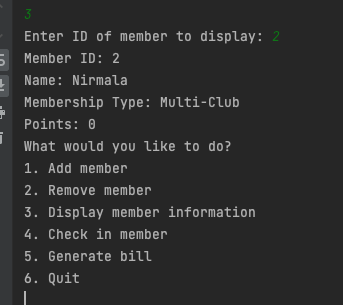 3
Enter ID of member to display: 2
Member ID: 2
Name: Nirmala
Membership Type: Multi-Club
Points: 0
What would you like to do?
1. Add member
2. Remove member
3. Display member information
4. Check in member
5. Generate bill
6. Quit